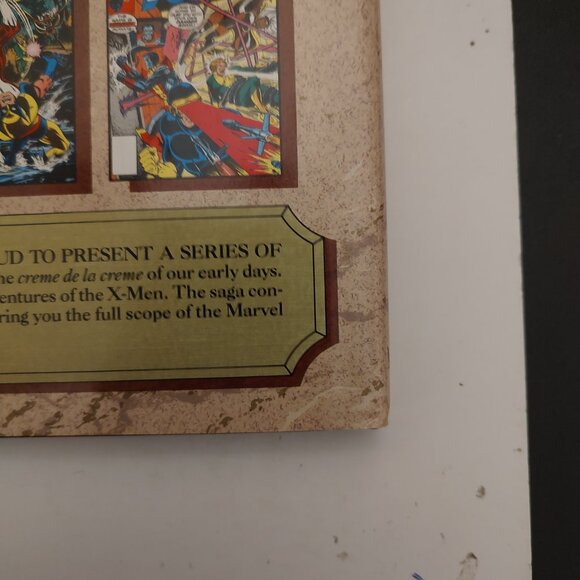 UD TO PRESENT A SERIES OF
ne creme de la creme of our early days.
entures of the X-Men. The saga con-
ring you the full scope of the Marvel